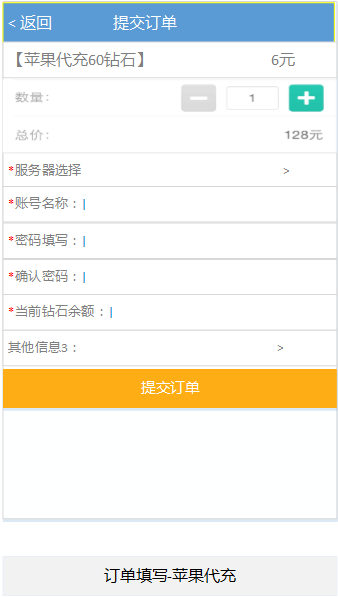 < 返回 提交订单
【苹果代充60钻石】 6元
数量: 1
总价: 128元
*服务器选择 >
*账号名称：|
*密码填写：|
*确认密码：|
*当前钻石余额：|
其他信息3： >
提交订单
订单填写-苹果代充